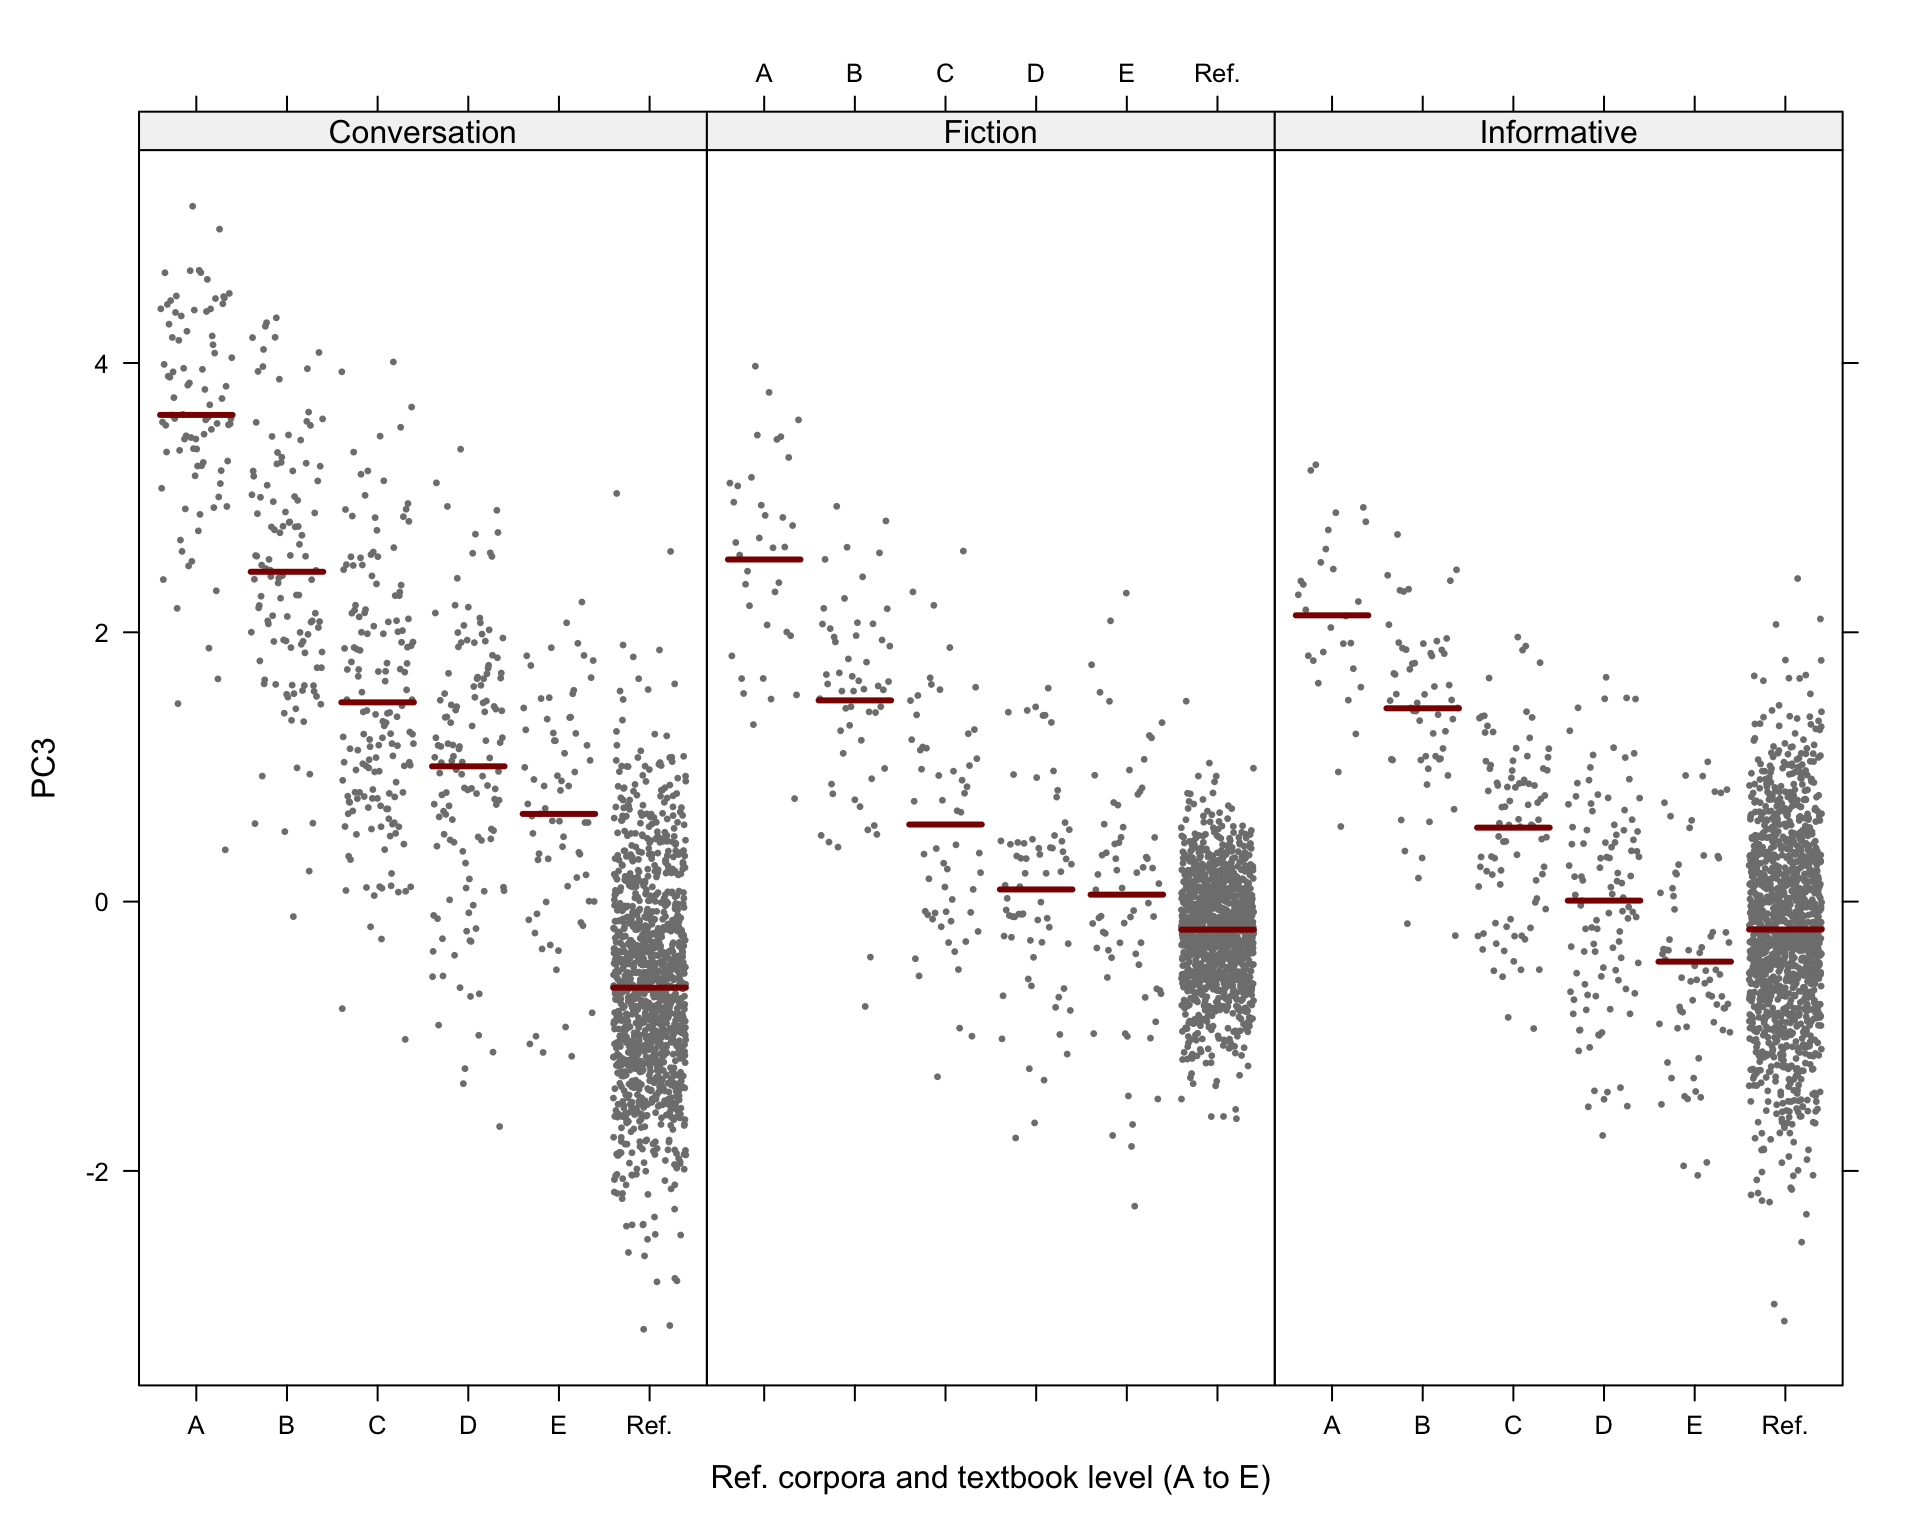 A B C D E Ref.
Conversation Fiction Informative
4
2
0
-2
PC3
A B C D E Ref. A B C D E Ref.
Ref. corpora and textbook level (A to E)